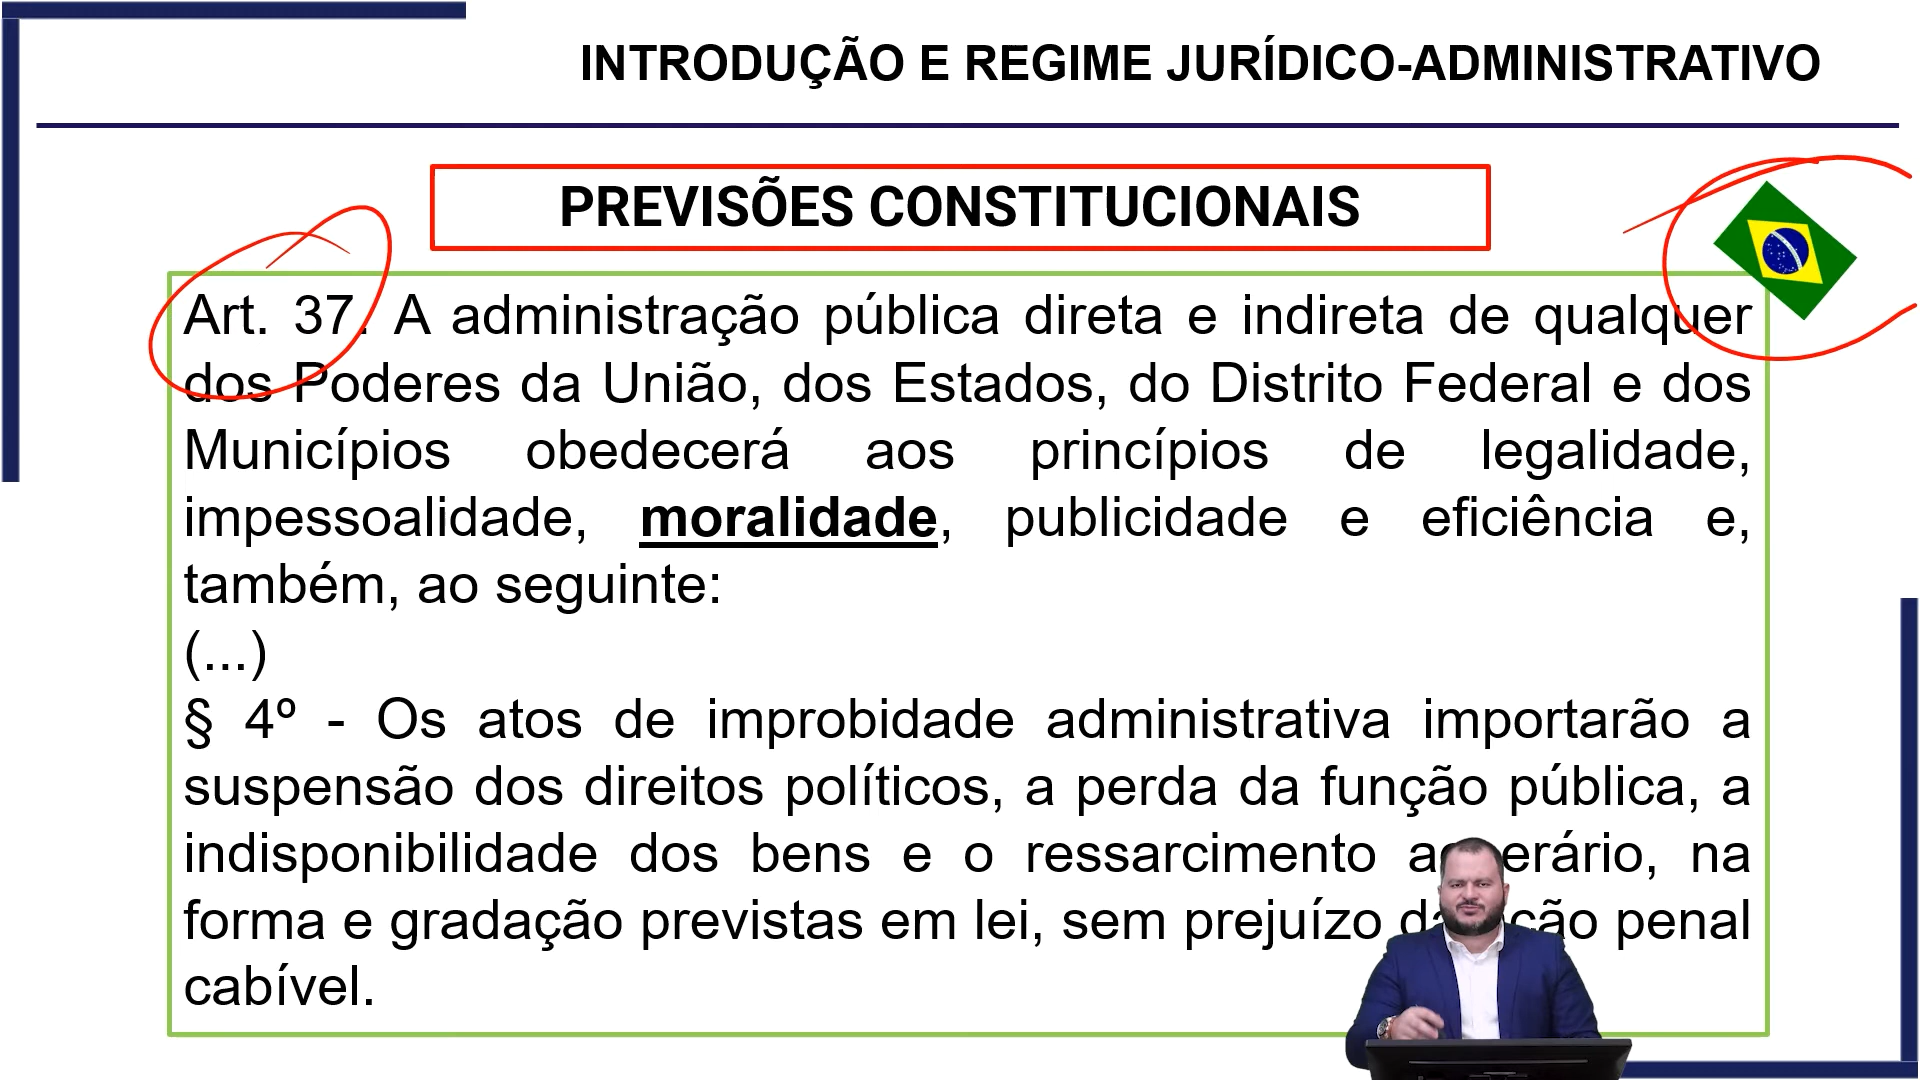 INTRODUÇÃO E REGIME JURÍDICO-ADMINISTRATIVO
PREVISÕES CONSTITUCIONAIS
Art. 37. A administração pública direta e indireta de qualquer
dos Poderes da União, dos Estados, do Distrito Federal e dos
Municípios obedecerá aos princípios de legalidade,
impessoalidade, moralidade, publicidade e eficiência e,
também, ao seguinte:
(...)
§ 4º - Os atos de improbidade administrativa importarão a
suspensão dos direitos políticos, a perda da função pública, a
indisponibilidade dos bens e o ressarcimento erário, na
forma e gradação previstas em lei, sem prejuízo penal
cabível.